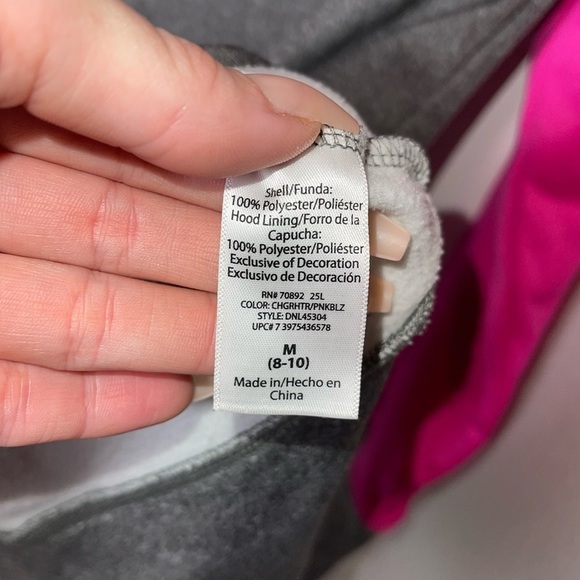 Shell/Funda:
100% Polyester/Poliéster
Hood Lining/Forro de la
Capucha:
100% Polyester/Poliéster
Exclusive of Decoration
Exclusivo de Decoración
RN# 70892 25L
COLOR: CHGRHTR/PNKBLZ
STYLE: DNL45304
UPC# 7 3975436578
M
(8-10)
Made in/Hecho en
China